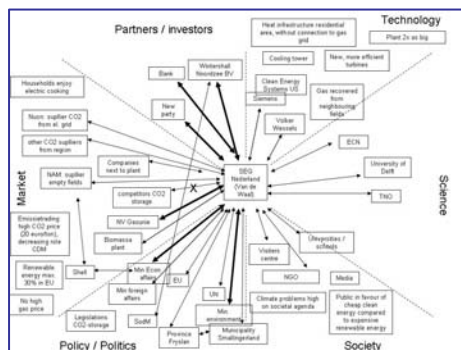 Partners / investors
Technology
Heat infrastructure residential
area, without connection to gas
grid
Plant 2x as big
Cooling tower
New, more efficient
turbines
Bank
Wintershall
Noordzee BV
Clean Energy
Systems US
Siemens
Gas recovered
from neighbouring
fields
Households enjoy
electric cooking
New
party
Volker
Wessels
Nuon: supplier CO2
from el. grid
ECN
other CO2 suppliers
from region
Companies
next to plant
University of
Delft
Market
NAM: supplier
empty fields
SEQ
Nederland
(Van de
Waal)
Science
X
competitors CO2
storage
TNO
Emissiontrading
high CO2 price
(20 euro/ton),
decreasing role
CDM
NV Gasunie
Biomassa
plant
Visitors
centre
Universities /
schools
Renewable
energy max
30% in EU
Shell
Min Econ.
affairs
EU
NGO
Media
Min foreign
affairs
UN
No high
gas price
Climate problems high
on societal agenda
Public in favour of
cheap clean energy
compared to
expensive renewable
energy
Legislations
CO2-storage
SodM
Min
environment
Province
Fryslan
Municipality
Smallingerland
Policy / Politics
Society